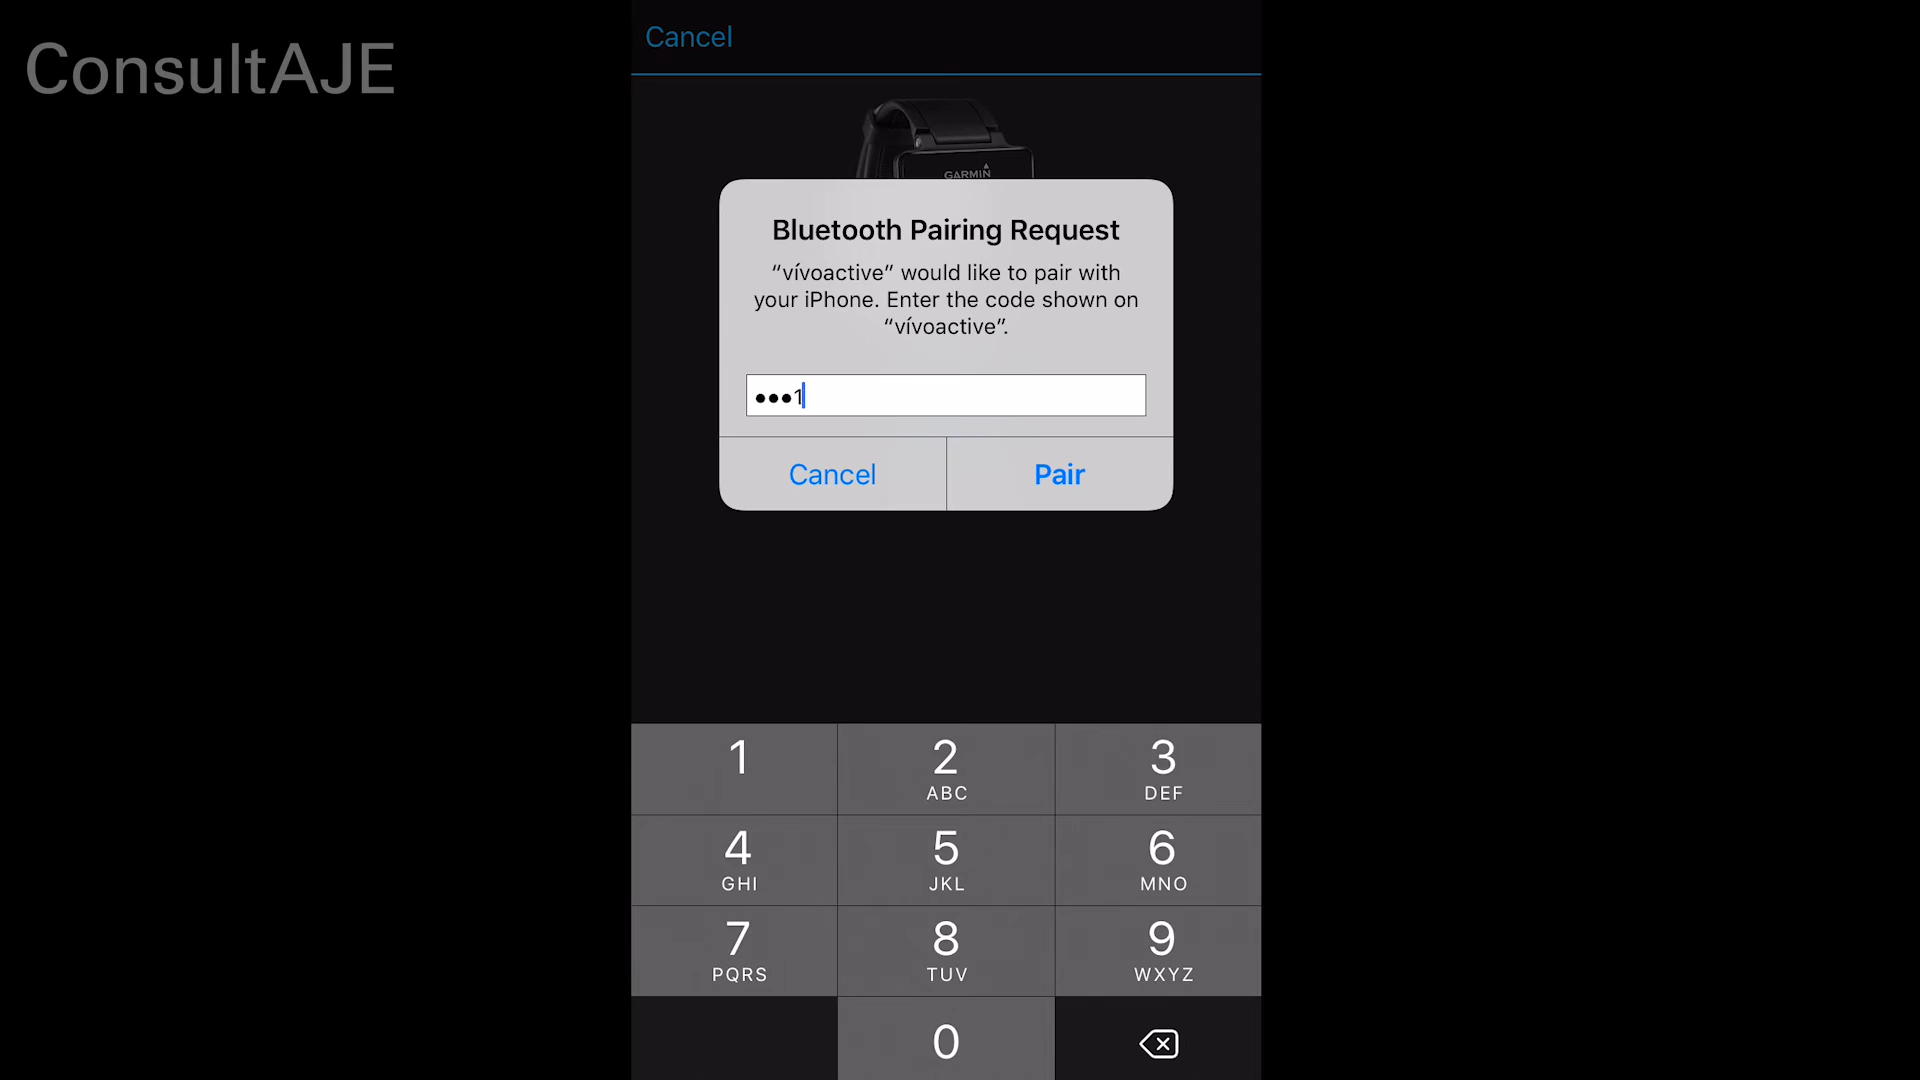 ConsultAJE
Cancel
GARMIN
Bluetooth Pairing Request
“vívoactive” would like to pair with
your iPhone. Enter the code shown on
“vívoactive”.
•••1
Cancel
Pair
1
2
ABC
3
DEF
4
GHI
5
JKL
6
MNO
7
PQRS
8
TUV
9
WXYZ
0